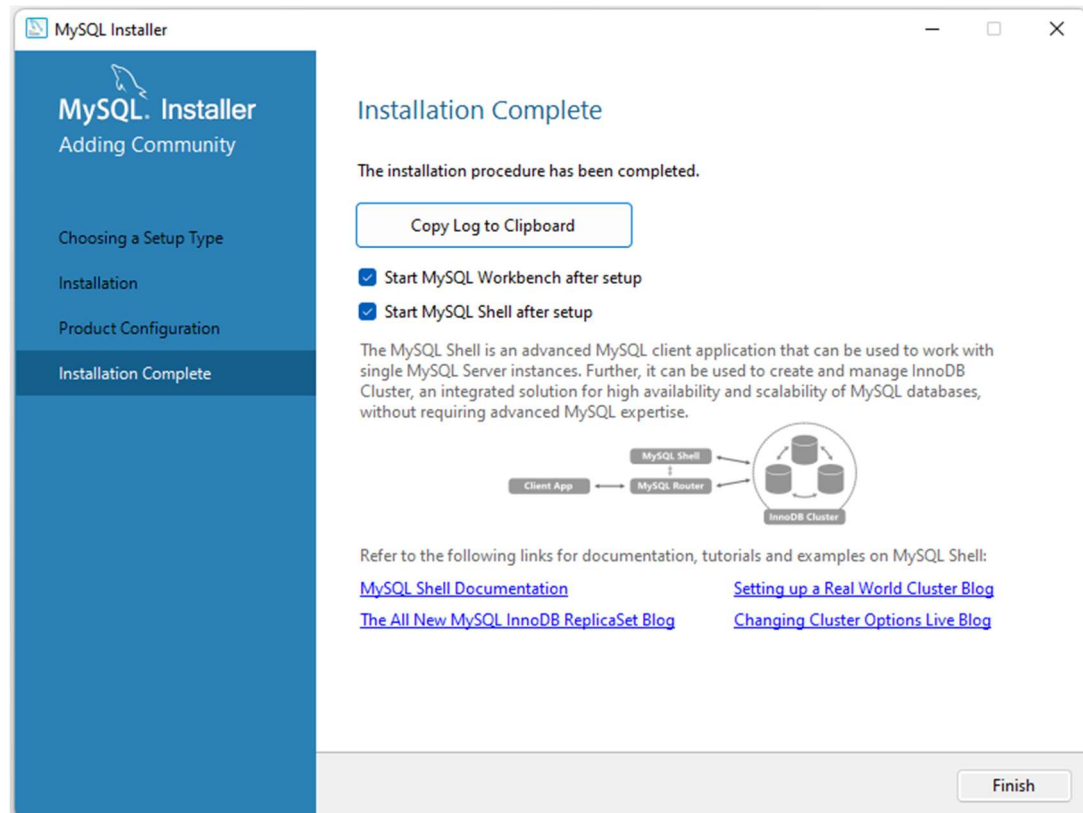 MySQL Installer
MySQL. Installer
Adding Community
Choosing a Setup Type
Installation
Product Configuration
Installation Complete
Installation Complete
The installation procedure has been completed.
Copy Log to Clipboard
Start MySQL Workbench after setup
Start MySQL Shell after setup
The MySQL Shell is an advanced MySQL client application that can be used to work with
single MySQL Server instances. Further, it can be used to create and manage InnoDB
Cluster, an integrated solution for high availability and scalability of MySQL databases,
without requiring advanced MySQL expertise.
MySQL Shell
Client App
MySQL Router
InnoDB Cluster
Refer to the following links for documentation, tutorials and examples on MySQL Shell:
MySQL Shell Documentation
Setting up a Real World Cluster Blog
The All New MySQL InnoDB ReplicaSet Blog
Changing Cluster Options Live Blog
Finish